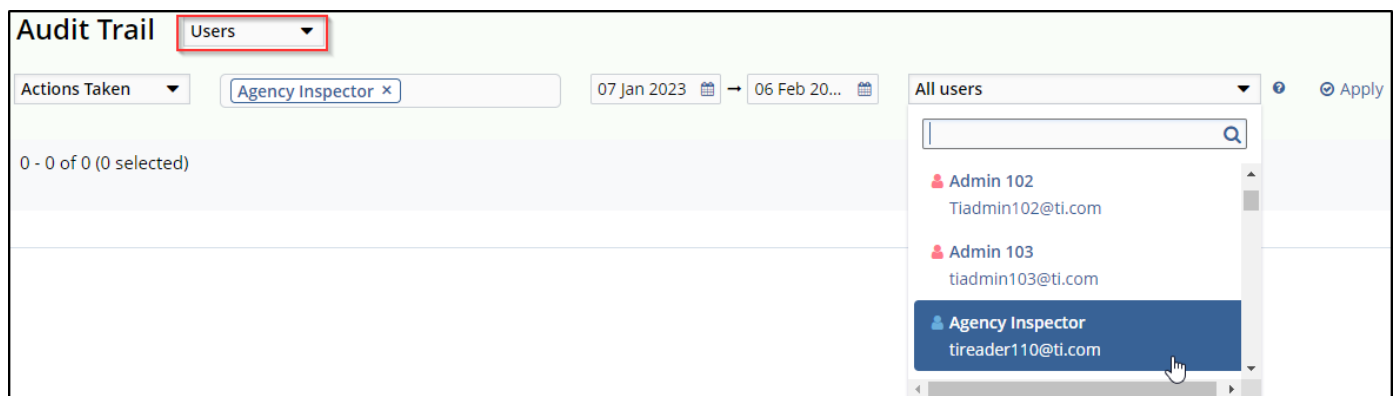 Audit Trail Users
Actions Taken Agency Inspector × 07 Jan 2023 → 06 Feb 20... All users Apply
0 - 0 of 0 (0 selected)
Admin 102
Tiadmin102@ti.com
Admin 103
tiadmin103@ti.com
Agency Inspector
tireader110@ti.com